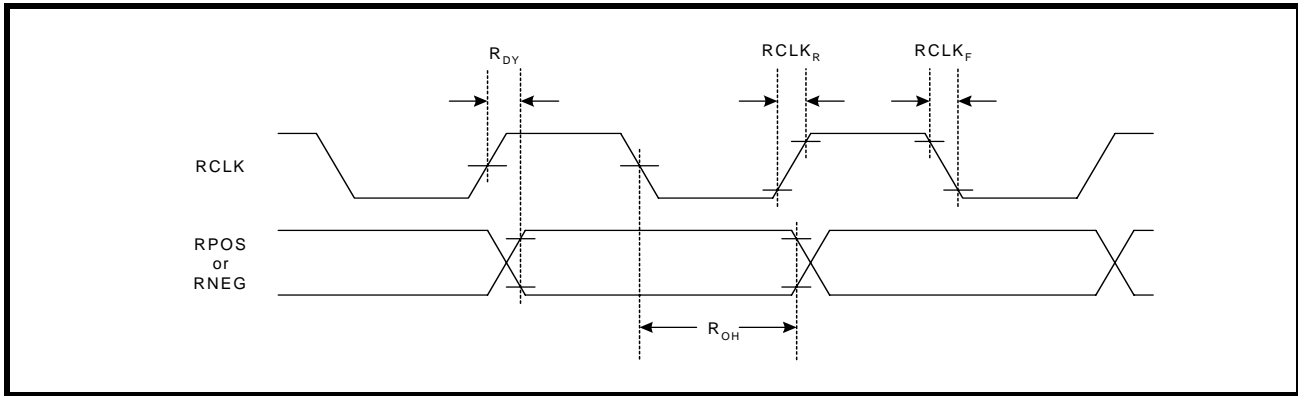 RDY
RCLKR
RCLKF
RCLK
RPOS
or
RNEG
ROH